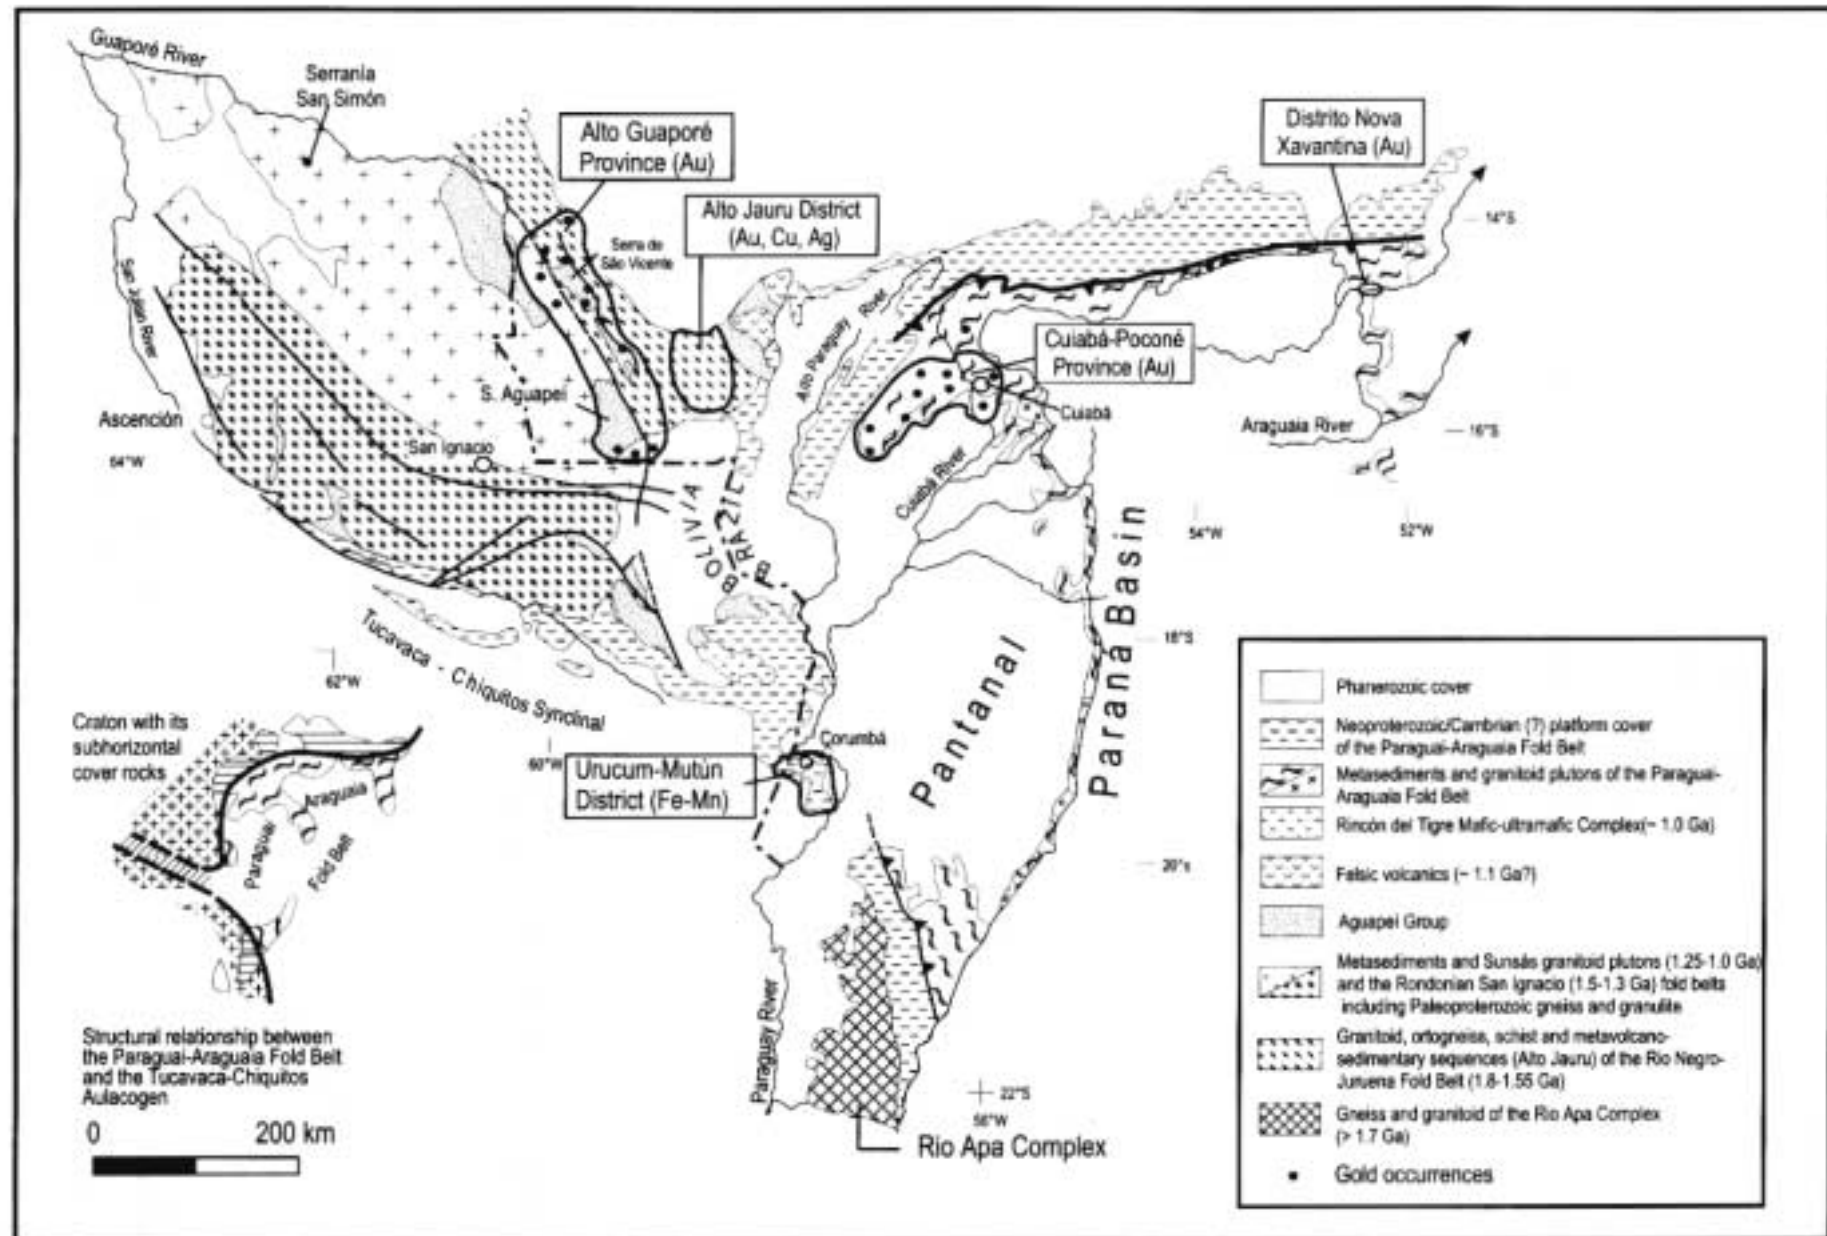 Guaporé River
Serranía
San Simón
Alto Guaporé
Province (Au)
Distrito Nova
Xavantina (Au)
Alto Jauru District
(Au, Cu, Ag)
Serra de
São Vicente
14°S
San Julian River
Alto Paraguay River
Cuiabá-Poconé
Province (Au)
S. Aguapeí
Cuiabá
Ascención
San Ignacio
Araguaia River
16°S
64°W
BOLIVIA
BRAZIL
Cuiabá River
54°W
52°W
Parana Basin
Pantanal
18°S
Tucavaca - Chiquitos Synclinal
62°W
60°W
Corumbá
Urucum-Mutún
District (Fe-Mn)
20°s
Craton with its
subhorizontal
cover rocks
Araguaia
Paraguai
Fold Belt
Structural relationship between
the Paraguai-Araguaia Fold Belt
and the Tucavaca-Chiquitos
Aulacogen
0 200 km
Paraguay River
22°S
56°W
Rio Apa Complex
Phanerozoic cover
Neoproterozoic/Cambrian (?) platform cover
of the Paraguai-Araguaia Fold Belt
Metasediments and granitoid plutons of the Paraguai-
Araguaia Fold Belt
Rincón del Tigre Mafic-ultramafic Complex(~ 1.0 Ga)
Felsic volcanics (~ 1.1 Ga?)
Aguapei Group
Metasediments and Sunsás granitoid plutons (1.25-1.0 Ga)
and the Rondonian San Ignacio (1.5-1.3 Ga) fold belts
including Paleoproterozoic gneiss and granulite
Granitoid, ortogneiss, schist and metavolcano-
sedimentary sequences (Alto Jauru) of the Rio Negro-
Juruena Fold Belt (1.8-1.55 Ga)
Gneiss and granitoid of the Rio Apa Complex
(> 1.7 Ga)
Gold occurrences